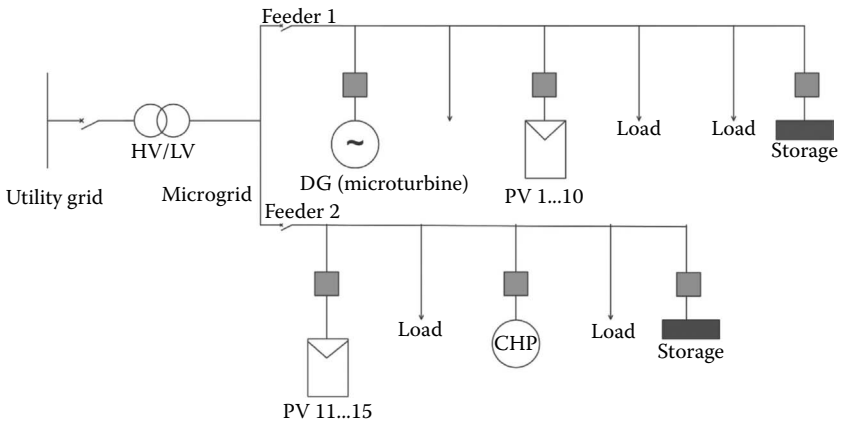 Feeder 1
HV/LV
Utility grid
Microgrid
~
DG (microturbine)
PV 1...10
Load
Load
Storage
Feeder 2
PV 11...15
Load
CHP
Load
Storage